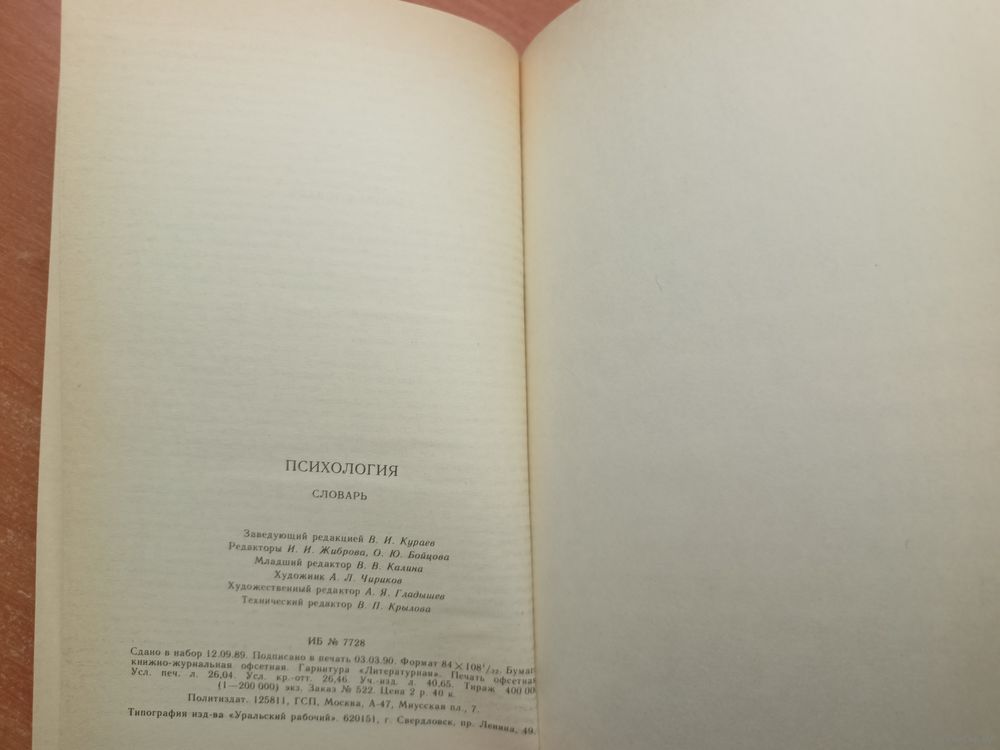 ПСИХОЛОГИЯ
СЛОВАРЬ
Заведующий редакцией В. И. Кураев
Редакторы И. И. Жиброва, О. Ю. Бойцова
Младший редактор В. В. Калина
Художник А. Л. Чириков
Художественный редактор А. Я. Гладышев
Технический редактор В. П. Крылова
ИБ № 7728
Сдано в набор 12.09.89. Подписано в печать 03.03.90. Формат 84×108¹/₃₂. Бумаг
книжно-журнальная офсетная. Гарнитура «Литературная». Печать офсетная
Усл. печ. л. 26,04. Усл. кр.-отт. 26,46. Уч.-изд. л. 40,65. Тираж 400 00
(1—200 000) экз. Заказ № 522. Цена 2 р. 40 к.
Политиздат. 125811, ГСП, Москва, А-47, Миусская пл., 7.
Типография изд-ва «Уральский рабочий». 620151, г. Свердловск, пр. Ленина, 49.